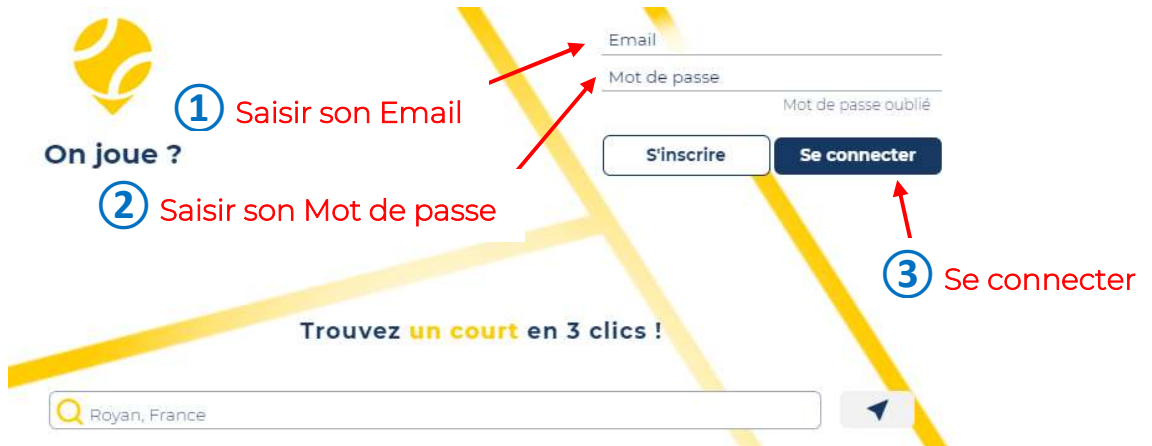 Email
Mot de passe
Mot de passe oublié
1 Saisir son Email
On joue ?
S'inscrire
Se connecter
2 Saisir son Mot de passe
3 Se connecter
Trouvez un court en 3 clics !
Royan, France